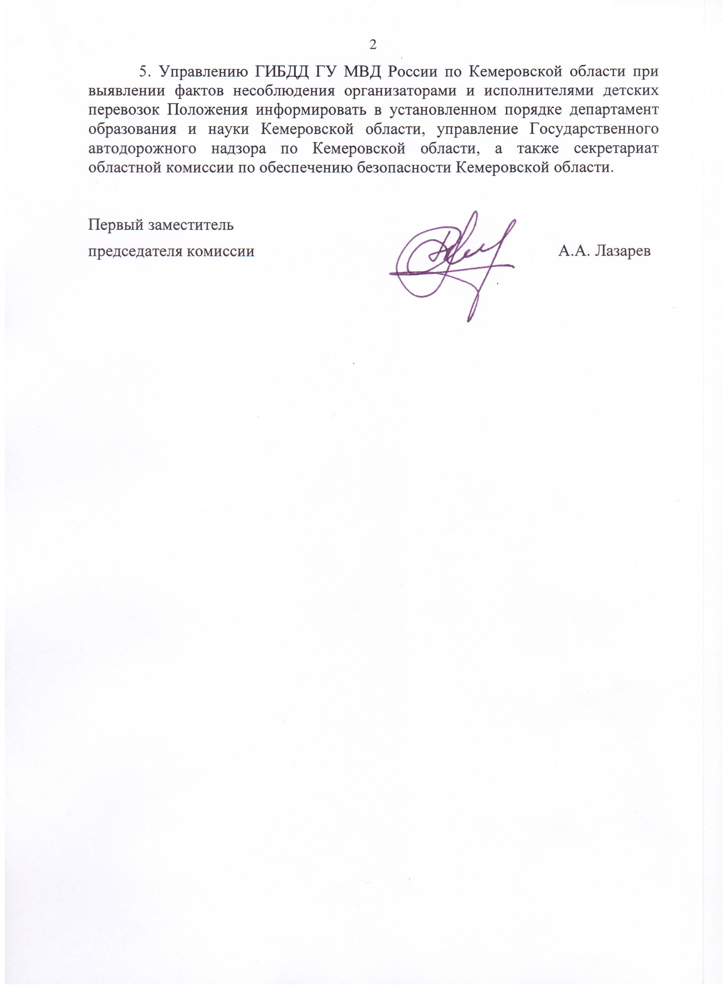 2
5. Управлению ГИБДД ГУ МВД России по Кемеровской области при
выявлении фактов несоблюдения организаторами и исполнителями детских
перевозок Положения информировать в установленном порядке департамент
образования и науки Кемеровской области, управление Государственного
автодорожного надзора по Кемеровской области, а также секретариат
областной комиссии по обеспечению безопасности Кемеровской области.
Первый заместитель
председателя комиссии
А.А. Лазарев